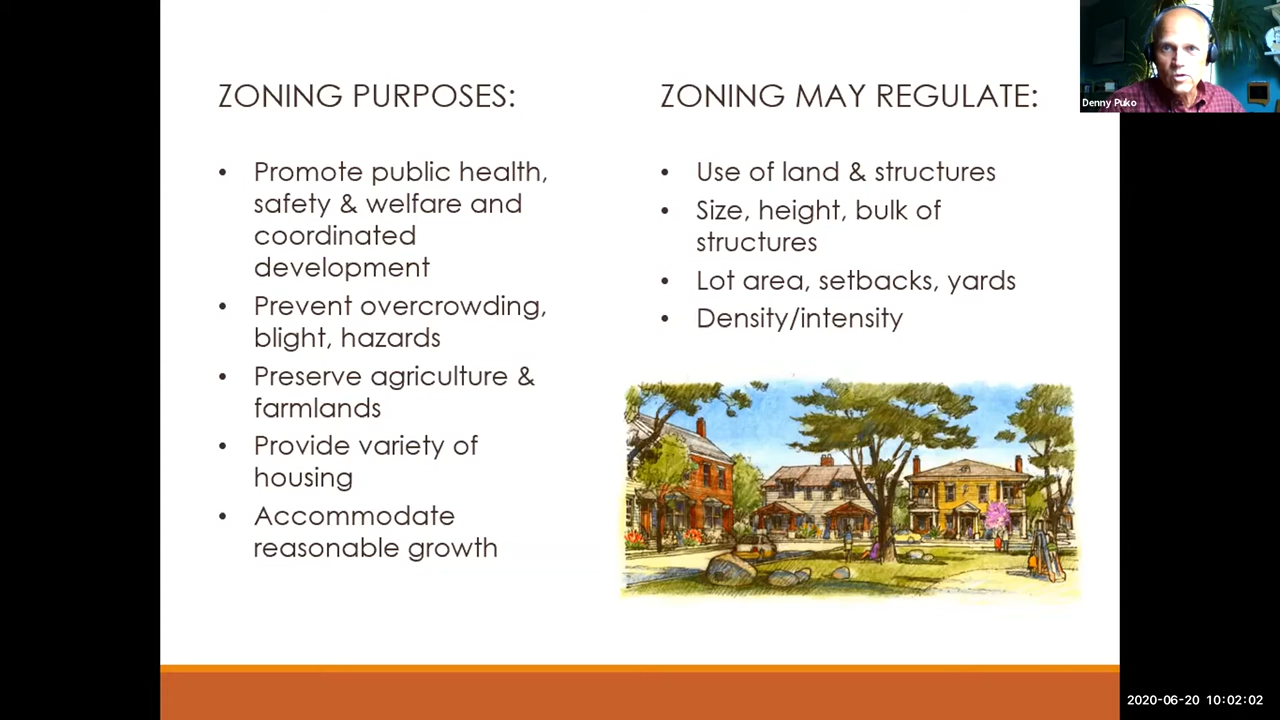 ZONING PURPOSES:
• Promote public health,
safety & welfare and
coordinated
development
• Prevent overcrowding,
blight, hazards
• Preserve agriculture &
farmlands
• Provide variety of
housing
• Accommodate
reasonable growth
ZONING MAY REGULATE:
• Use of land & structures
• Size, height, bulk of
structures
• Lot area, setbacks, yards
• Density/intensity
Denny Puko
2020-06-20 10:02:02